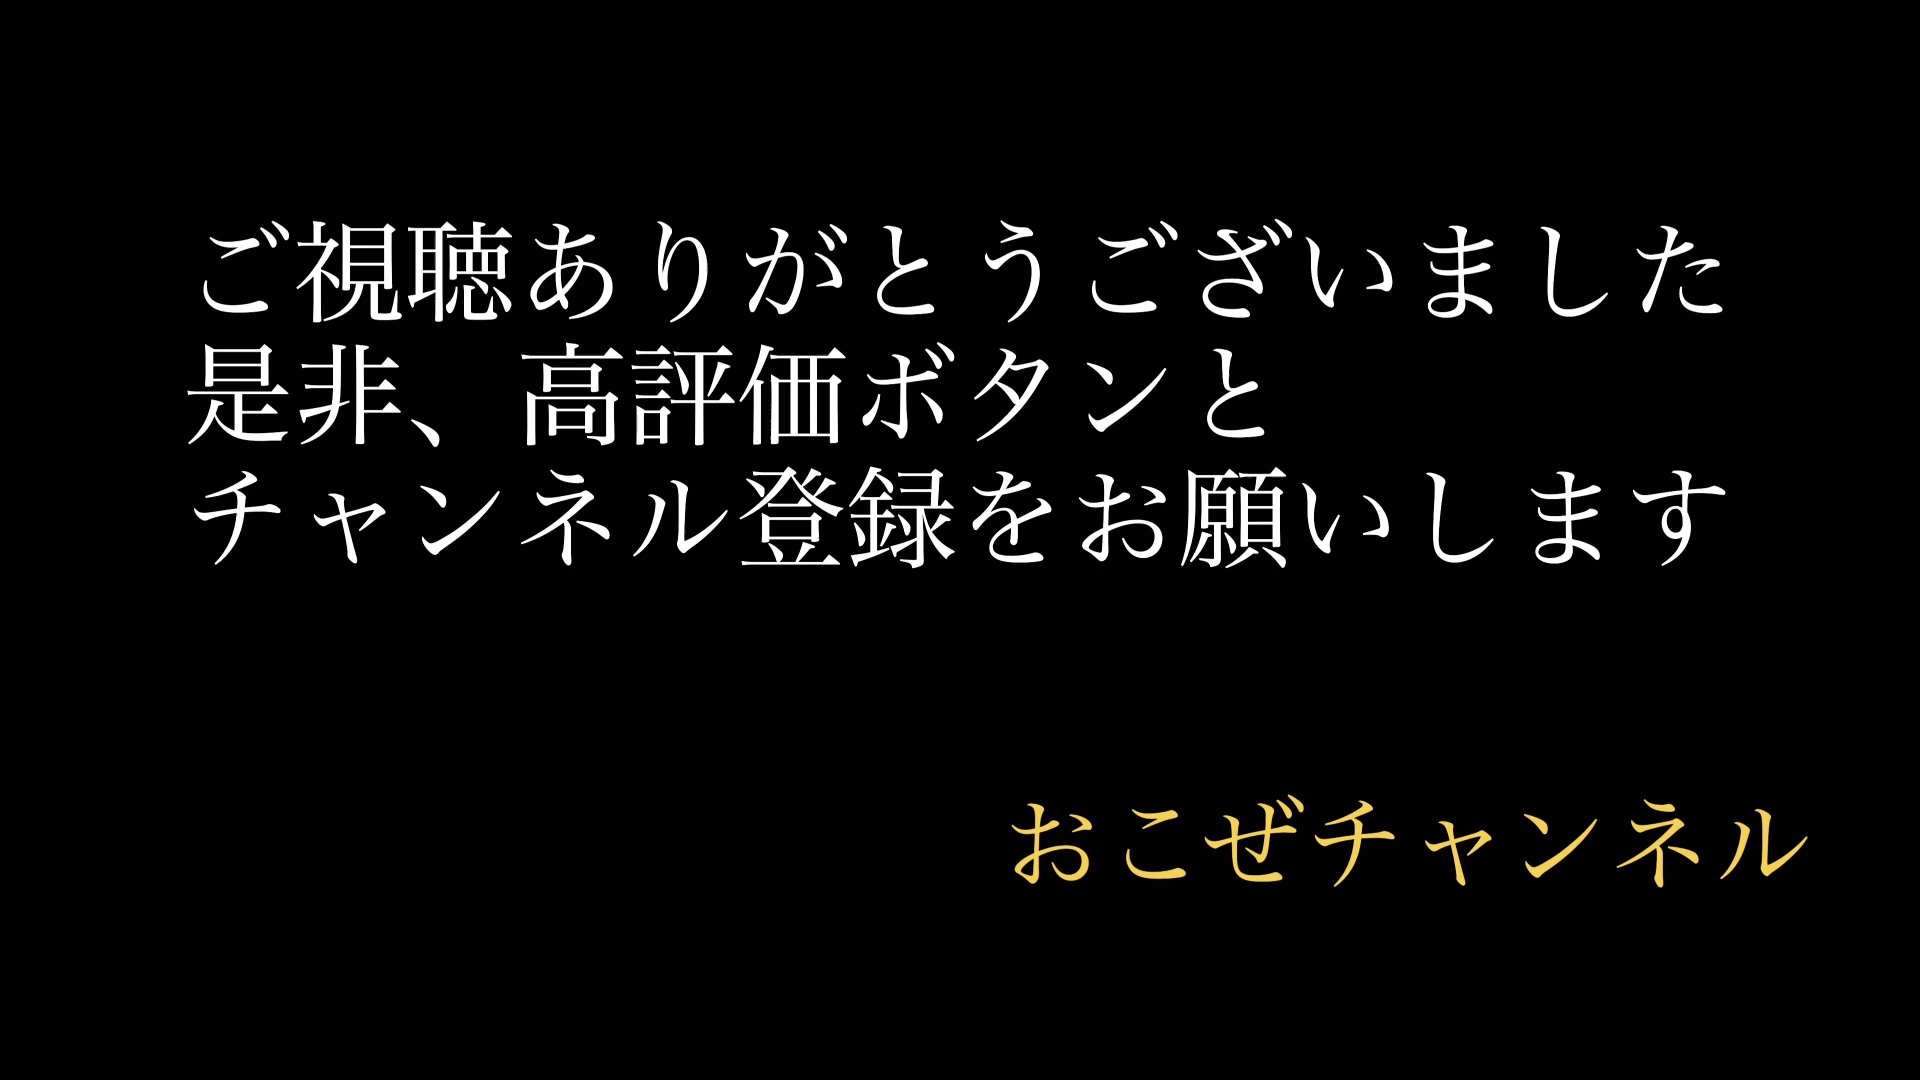 ご視聴ありがとうございました
是非、高評価ボタンと
チャンネル登録をお願いします
おこぜチャンネル